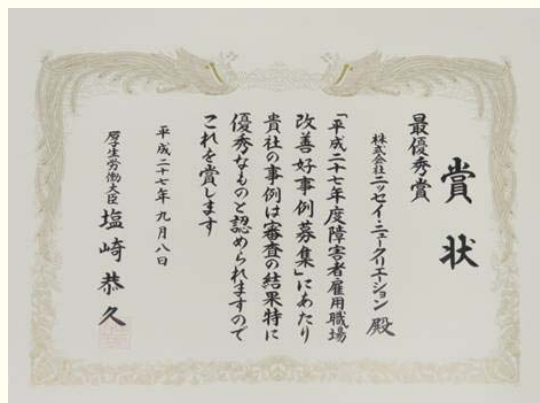 賞状
最優秀賞
株式会社ニッセイ・ニュークリエーション 殿
「平成二十七年度障害者雇用職場
改善好事例募集」にあたり
貴社の事例は審査の結果特に
優秀なものと認められますので
これを賞します
平成二十七年九月八日
厚生労働大臣 塩崎恭久